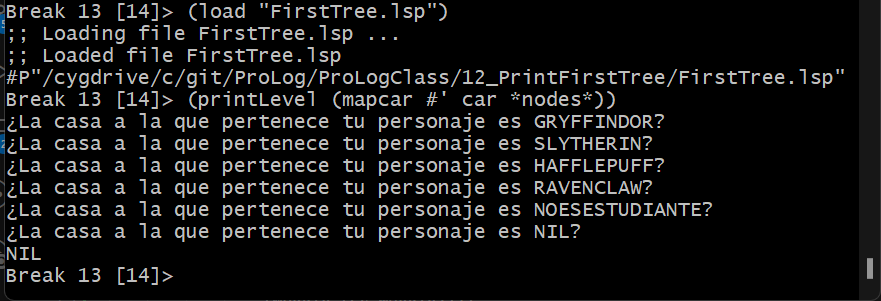 Break 13 [14]> (load "FirstTree.lsp")
;; Loading file FirstTree.lsp ...
;; Loaded file FirstTree.lsp
#P"/cygdrive/c/git/ProLog/ProLogClass/12_PrintFirstTree/FirstTree.lsp"
Break 13 [14]> (printLevel (mapcar #' car *nodes*))
¿La casa a la que pertenece tu personaje es GRYFFINDOR?
¿La casa a la que pertenece tu personaje es SLYTHERIN?
¿La casa a la que pertenece tu personaje es HAFFLEPUFF?
¿La casa a la que pertenece tu personaje es RAVENCLAW?
¿La casa a la que pertenece tu personaje es NOESESTUDIANTE?
¿La casa a la que pertenece tu personaje es NIL?
NIL
Break 13 [14]>